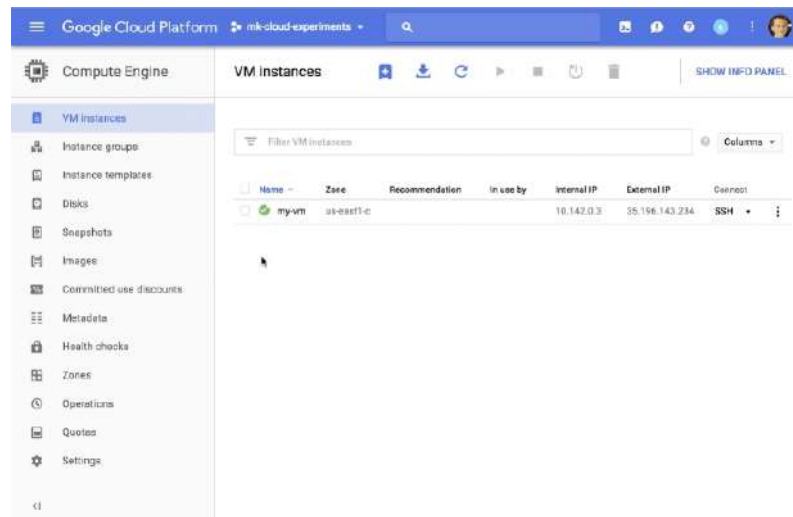 Google Cloud Platform mk-cloud-experiments
Compute Engine
VM instances
SHOW INFO PANEL
VM instances
Instance groups
Instance templates
Disks
Snapshots
Images
Committed use discounts
Metadata
Health checks
Zones
Operations
Quotas
Settings
Filter VM instances
Columns
Name Zone Recommendation In use by Internal IP External IP Connect
my-vm us-east1-c 10.142.0.3 35.196.143.234 SSH